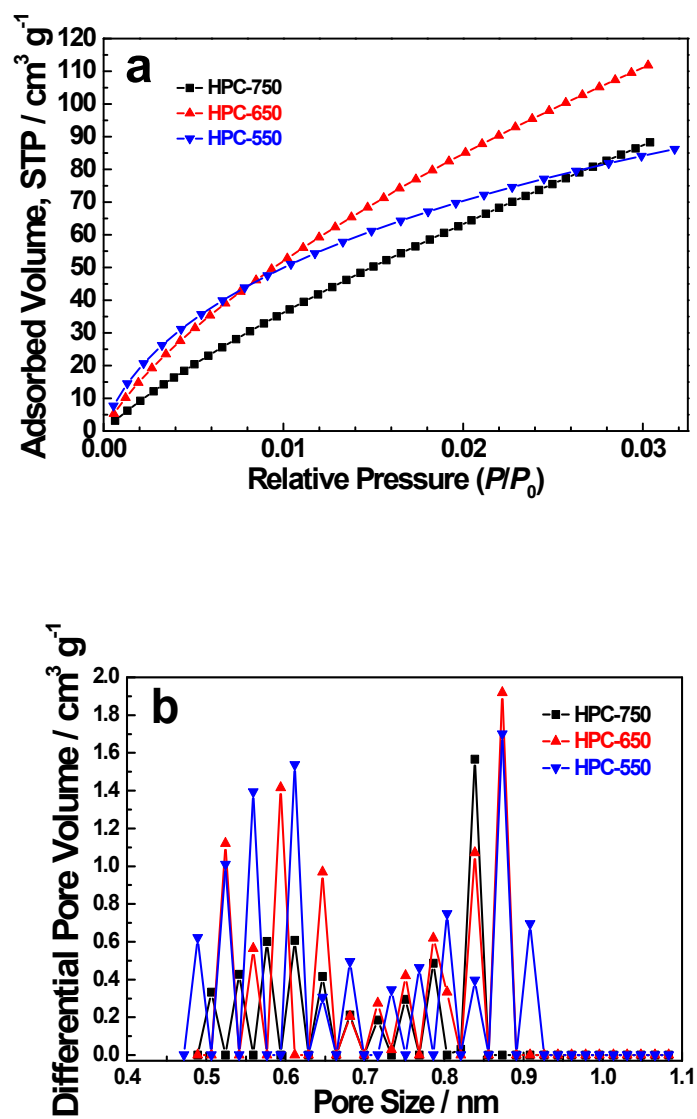 a
HPC-750
HPC-650
HPC-550
Adsorbed Volume, STP / cm³ g⁻¹
120
110
100
90
80
70
60
50
40
30
20
10
0
0.00 0.01 0.02 0.03
Relative Pressure (P/P₀)
b
HPC-750
HPC-650
HPC-550
Differential Pore Volume / cm³ g⁻¹
2.0
1.8
1.6
1.4
1.2
1.0
0.8
0.6
0.4
0.2
0.0
0.4 0.5 0.6 0.7 0.8 0.9 1.0 1.1
Pore Size / nm